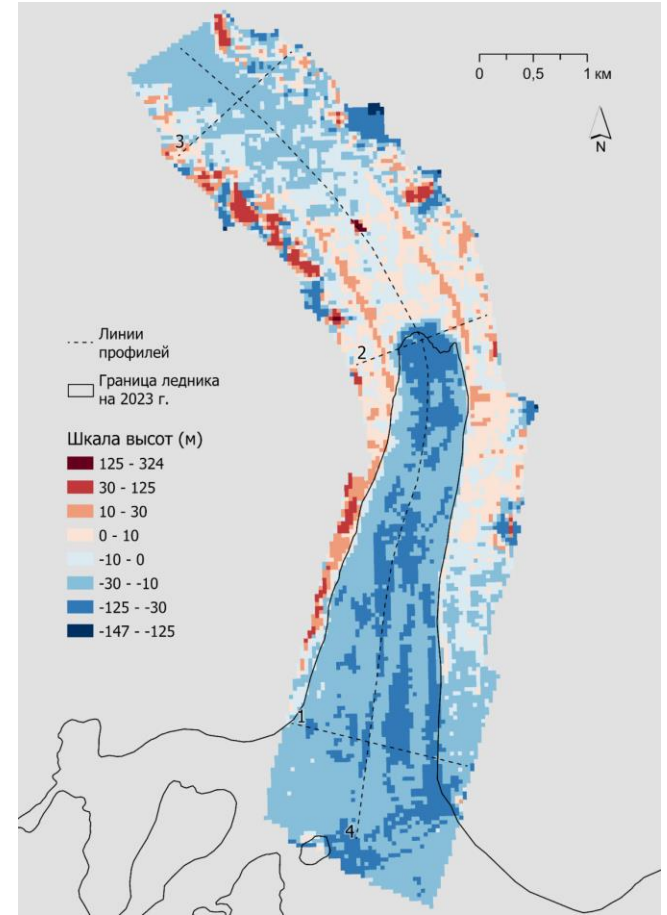 0 0,5 1 км
N
3
2
Линии
профилей
Граница ледника
на 2023 г.
Шкала высот (м)
125 - 324
30 - 125
10 - 30
0 - 10
-10 - 0
-30 - -10
-125 - -30
-147 - -125
1
4